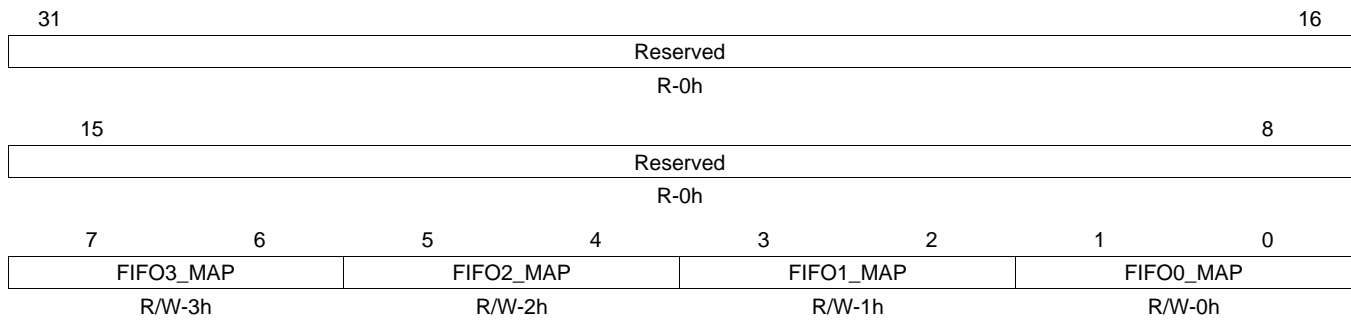 31 16
Reserved
R-0h
15 8
Reserved
R-0h
7 6 5 4 3 2 1 0
FIFO3_MAP FIFO2_MAP FIFO1_MAP FIFO0_MAP
R/W-3h R/W-2h R/W-1h R/W-0h